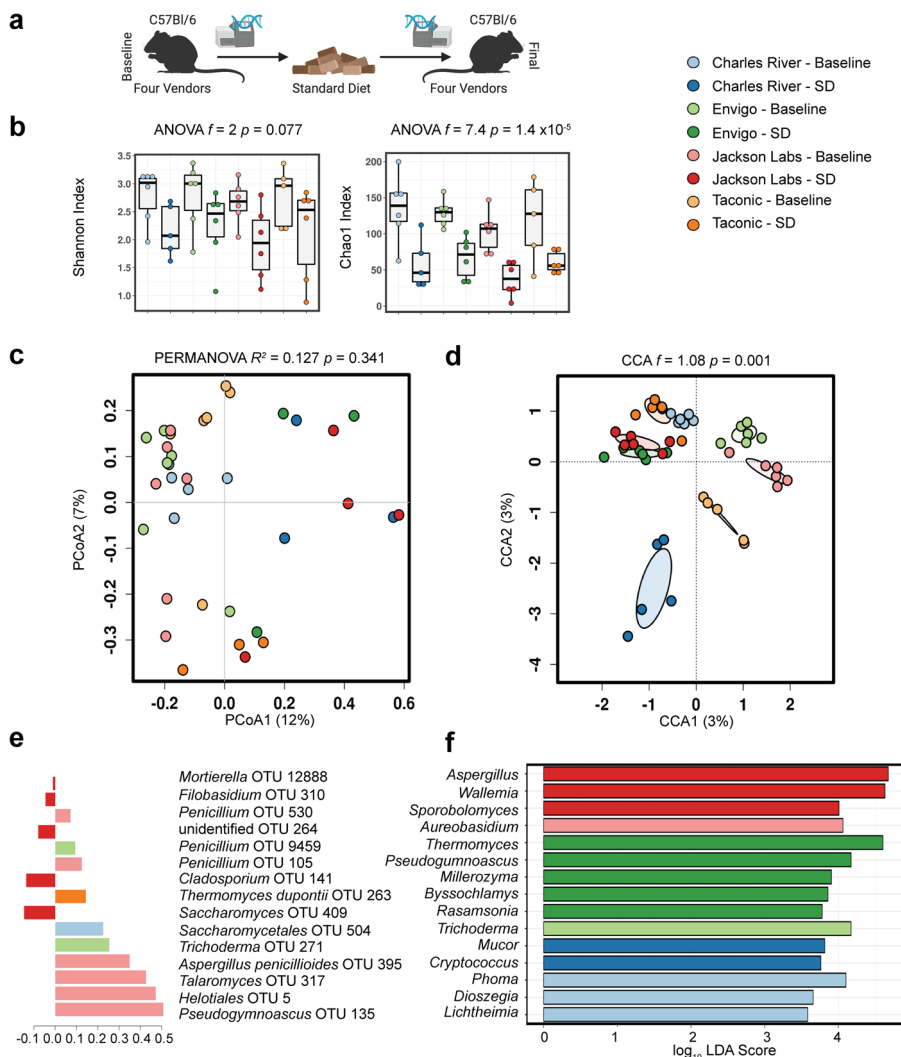 a
C57Bl/6
C57Bl/6
Baseline
Final
Four Vendors
Standard Diet
Four Vendors
Charles River - Baseline
Charles River - SD
Envigo - Baseline
Envigo - SD
Jackson Labs - Baseline
Jackson Labs - SD
Taconic - Baseline
Taconic - SD
b
ANOVA f = 2 p = 0.077
Shannon Index
3.5
3.0
2.5
2.0
1.5
1.0
ANOVA f = 7.4 p = 1.4 x10-5
Chao1 Index
200
150
100
50
0
c
PERMANOVA R² = 0.127 p = 0.341
PCoA2 (7%)
0.2
0.1
0.0
-0.1
-0.2
-0.3
-0.2 0.0 0.2 0.4 0.6
PCoA1 (12%)
d
CCA f = 1.08 p = 0.001
CCA2 (3%)
1
0
-1
-2
-3
-4
-2 -1 0 1 2
CCA1 (3%)
e
Mortierella OTU 12888
Filobasidium OTU 310
Penicillium OTU 530
unidentified OTU 264
Penicillium OTU 9459
Penicillium OTU 105
Cladosporium OTU 141
Thermomyces dupontii OTU 263
Saccharomyces OTU 409
Saccharomycetales OTU 504
Trichoderma OTU 271
Aspergillus penicillioides OTU 395
Talaromyces OTU 317
Helotiales OTU 5
Pseudogymnoascus OTU 135
-0.1 0.0 0.1 0.2 0.3 0.4 0.5
f
Aspergillus
Wallemia
Sporobolomyces
Aureobasidium
Thermomyces
Pseudogumnoascus
Millerozyma
Byssochlamys
Rasamsonia
Trichoderma
Mucor
Cryptococcus
Phoma
Dioszegia
Lichtheimia
0 1 2 3 4
log10 LDA Score